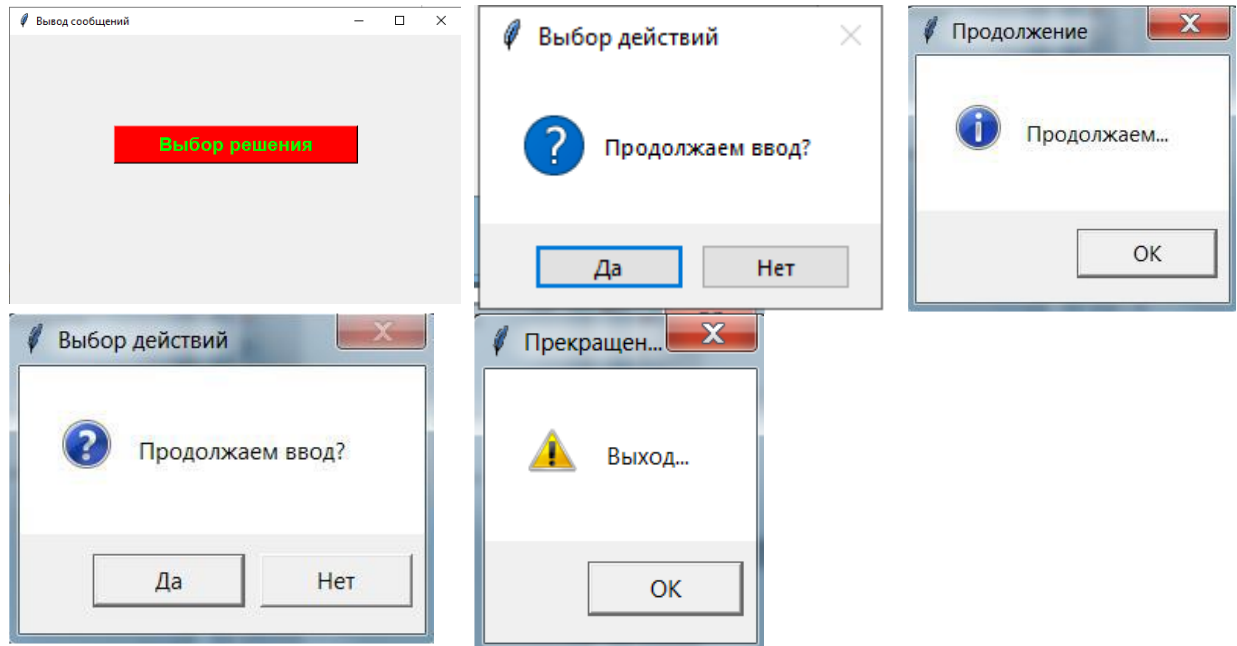 Вывод сообщений
Выбор решения
Выбор действий
Продолжаем ввод?
Да
Нет
Продолжение
Продолжаем...
OK
Выбор действий
Продолжаем ввод?
Да
Нет
Прекращен...
Выход...
OK